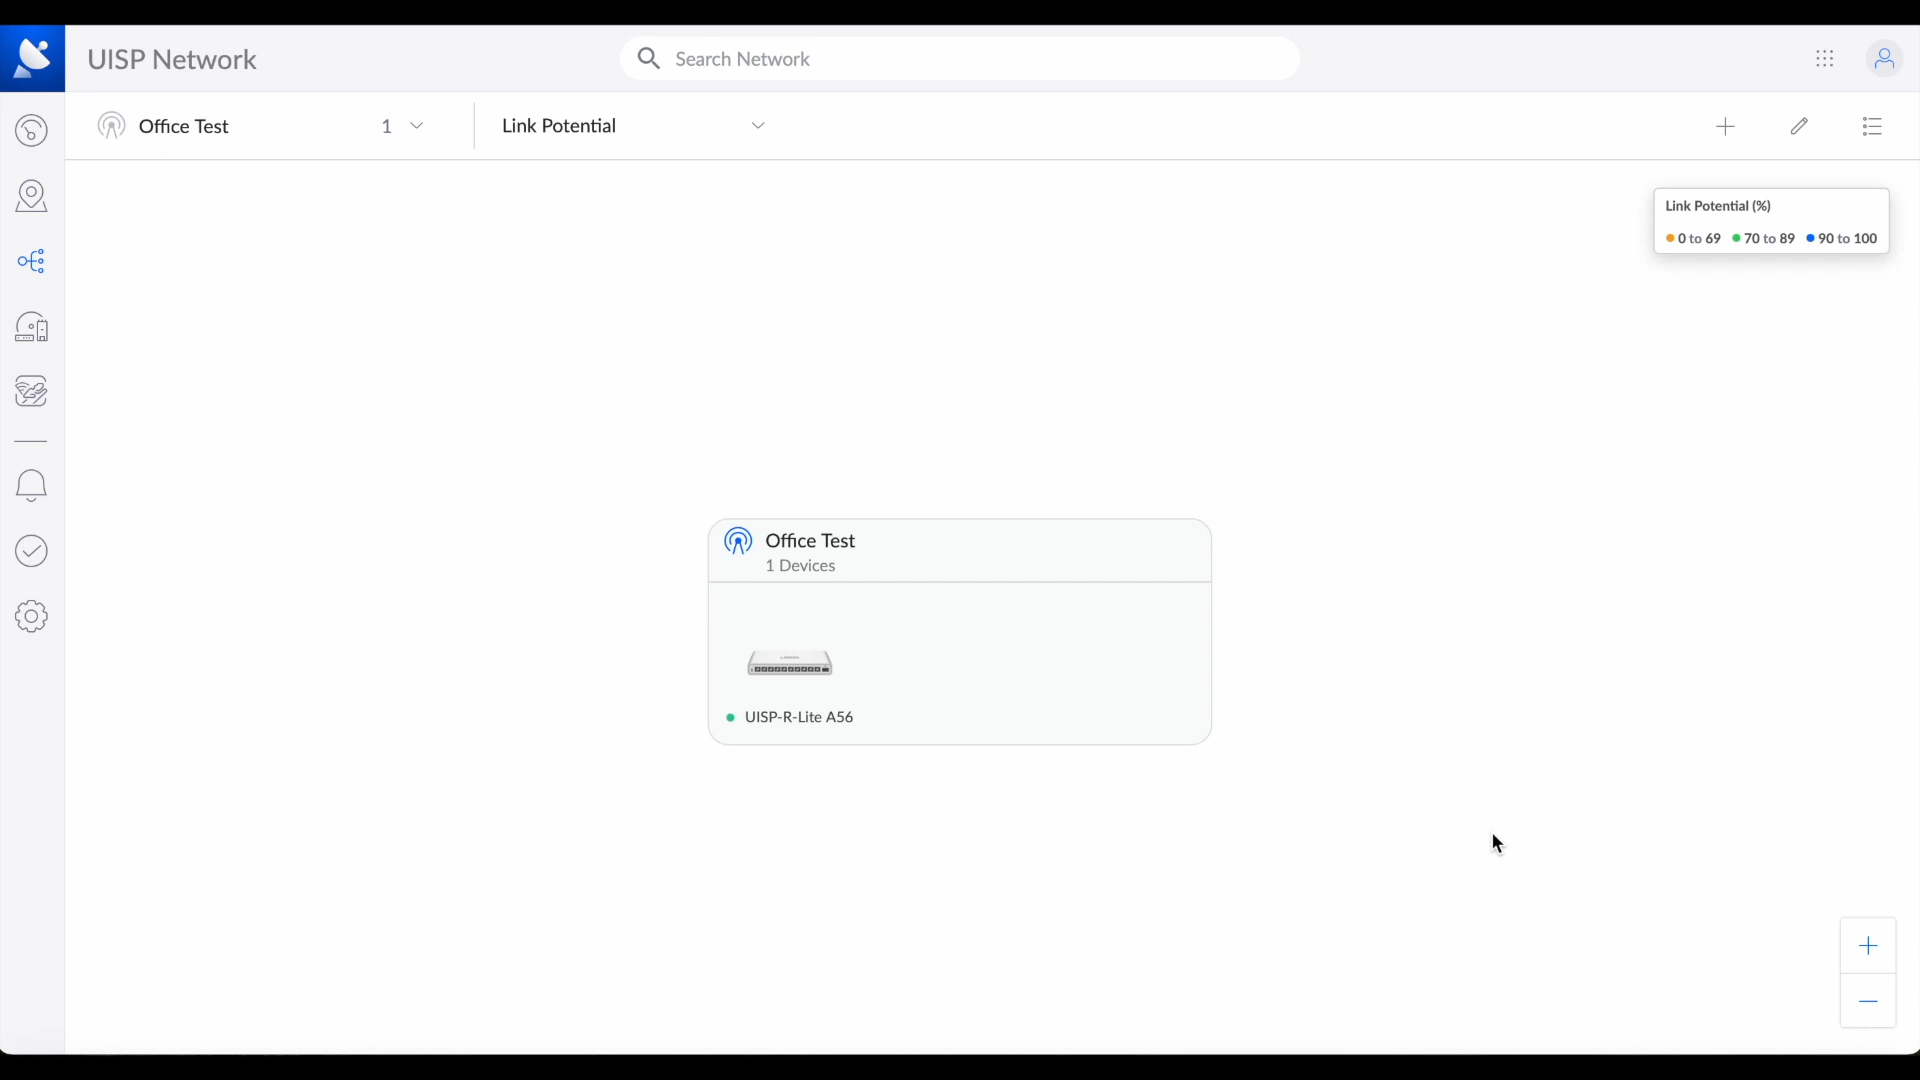 UISP Network
Search Network
Office Test 1
Link Potential
Link Potential (%)
0 to 69 70 to 89 90 to 100
Office Test
1 Devices
UISP-R-Lite A56